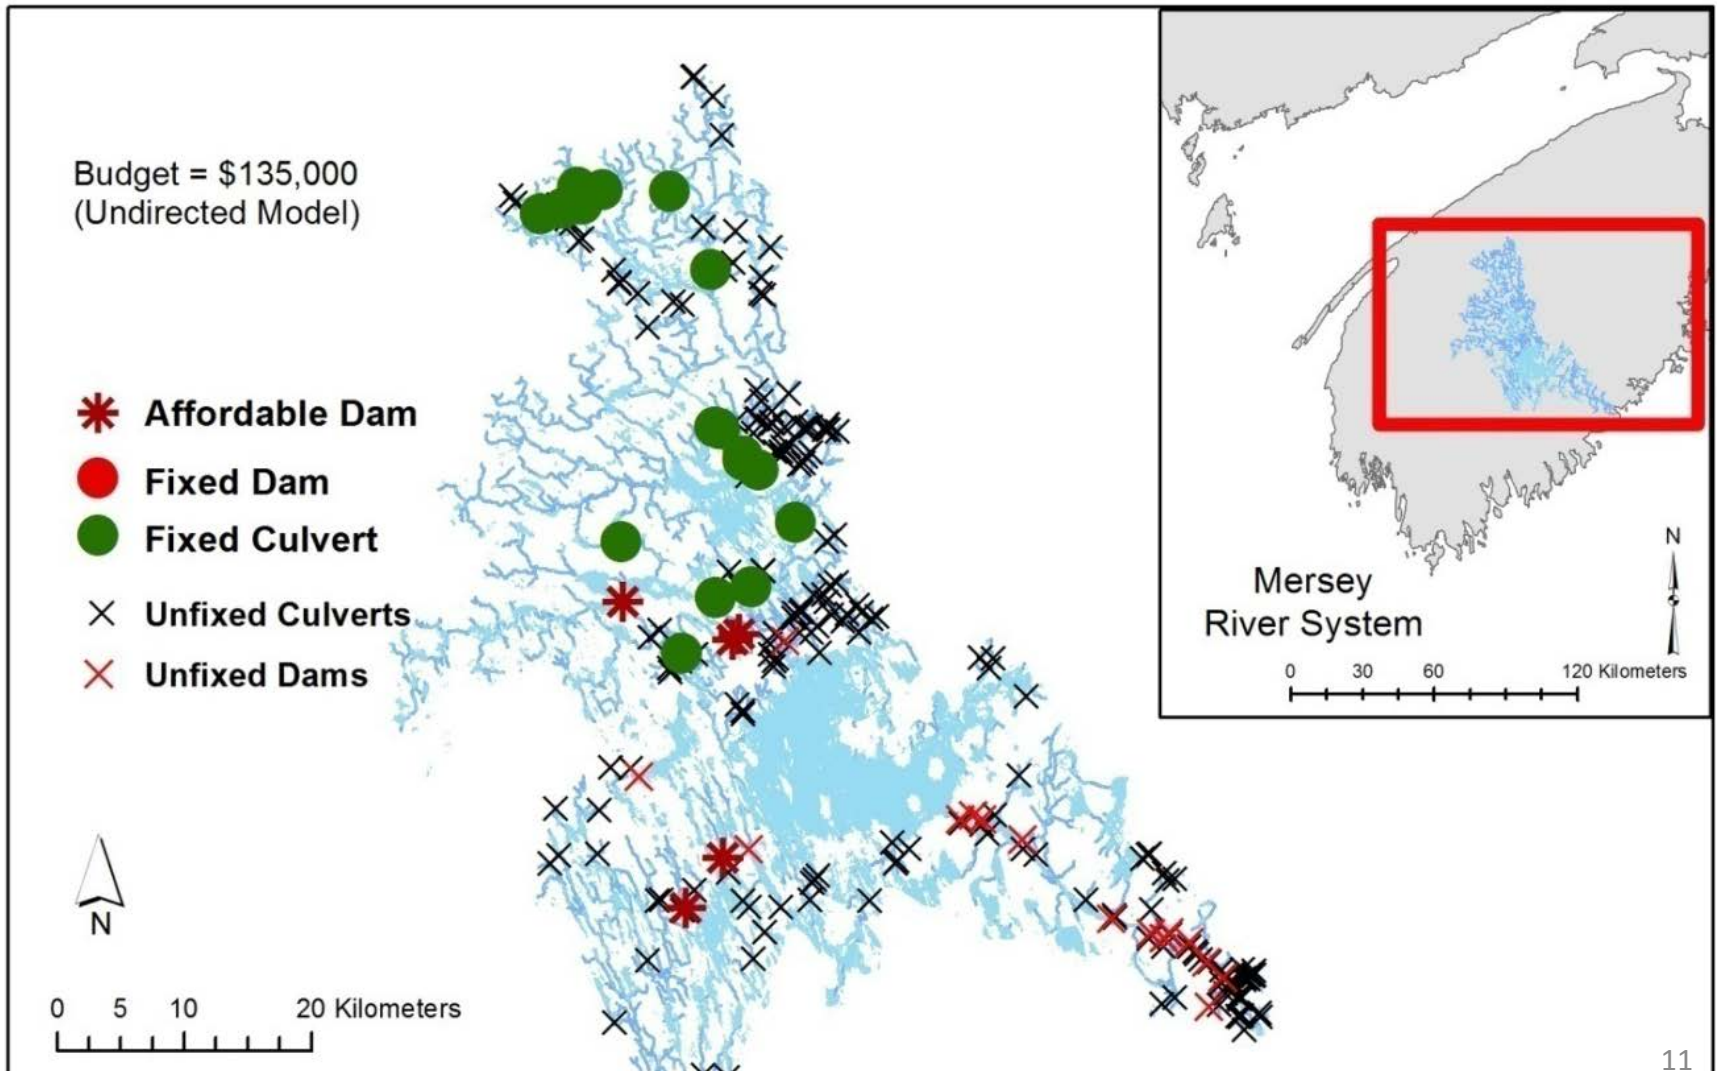 Budget = $135,000
(Undirected Model)
Affordable Dam
Fixed Dam
Fixed Culvert
Unfixed Culverts
Unfixed Dams
N
0 5 10 20 Kilometers
Mersey
River System
N
0 30 60 120 Kilometers
11